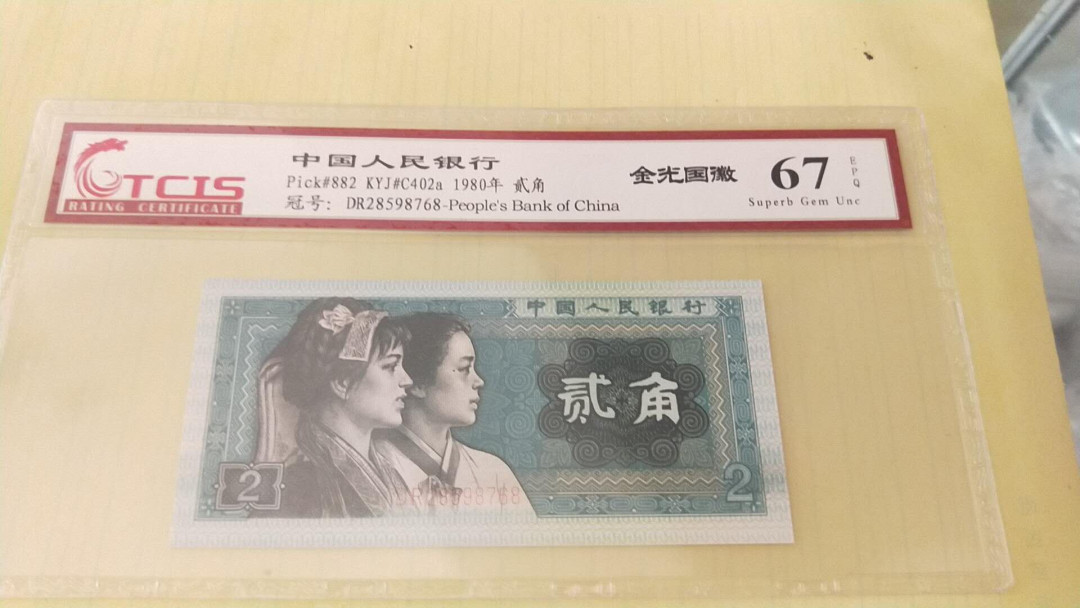 TCIS
RATING CERTIFICATE
中国人民银行
Pick#882 KYJ#C402a 1980年 贰角
冠号: DR28598768-People's Bank of China
金光国徽
67
EPQ
Superb Gem Unc
中国人民银行
贰角
2
2
DR28598768